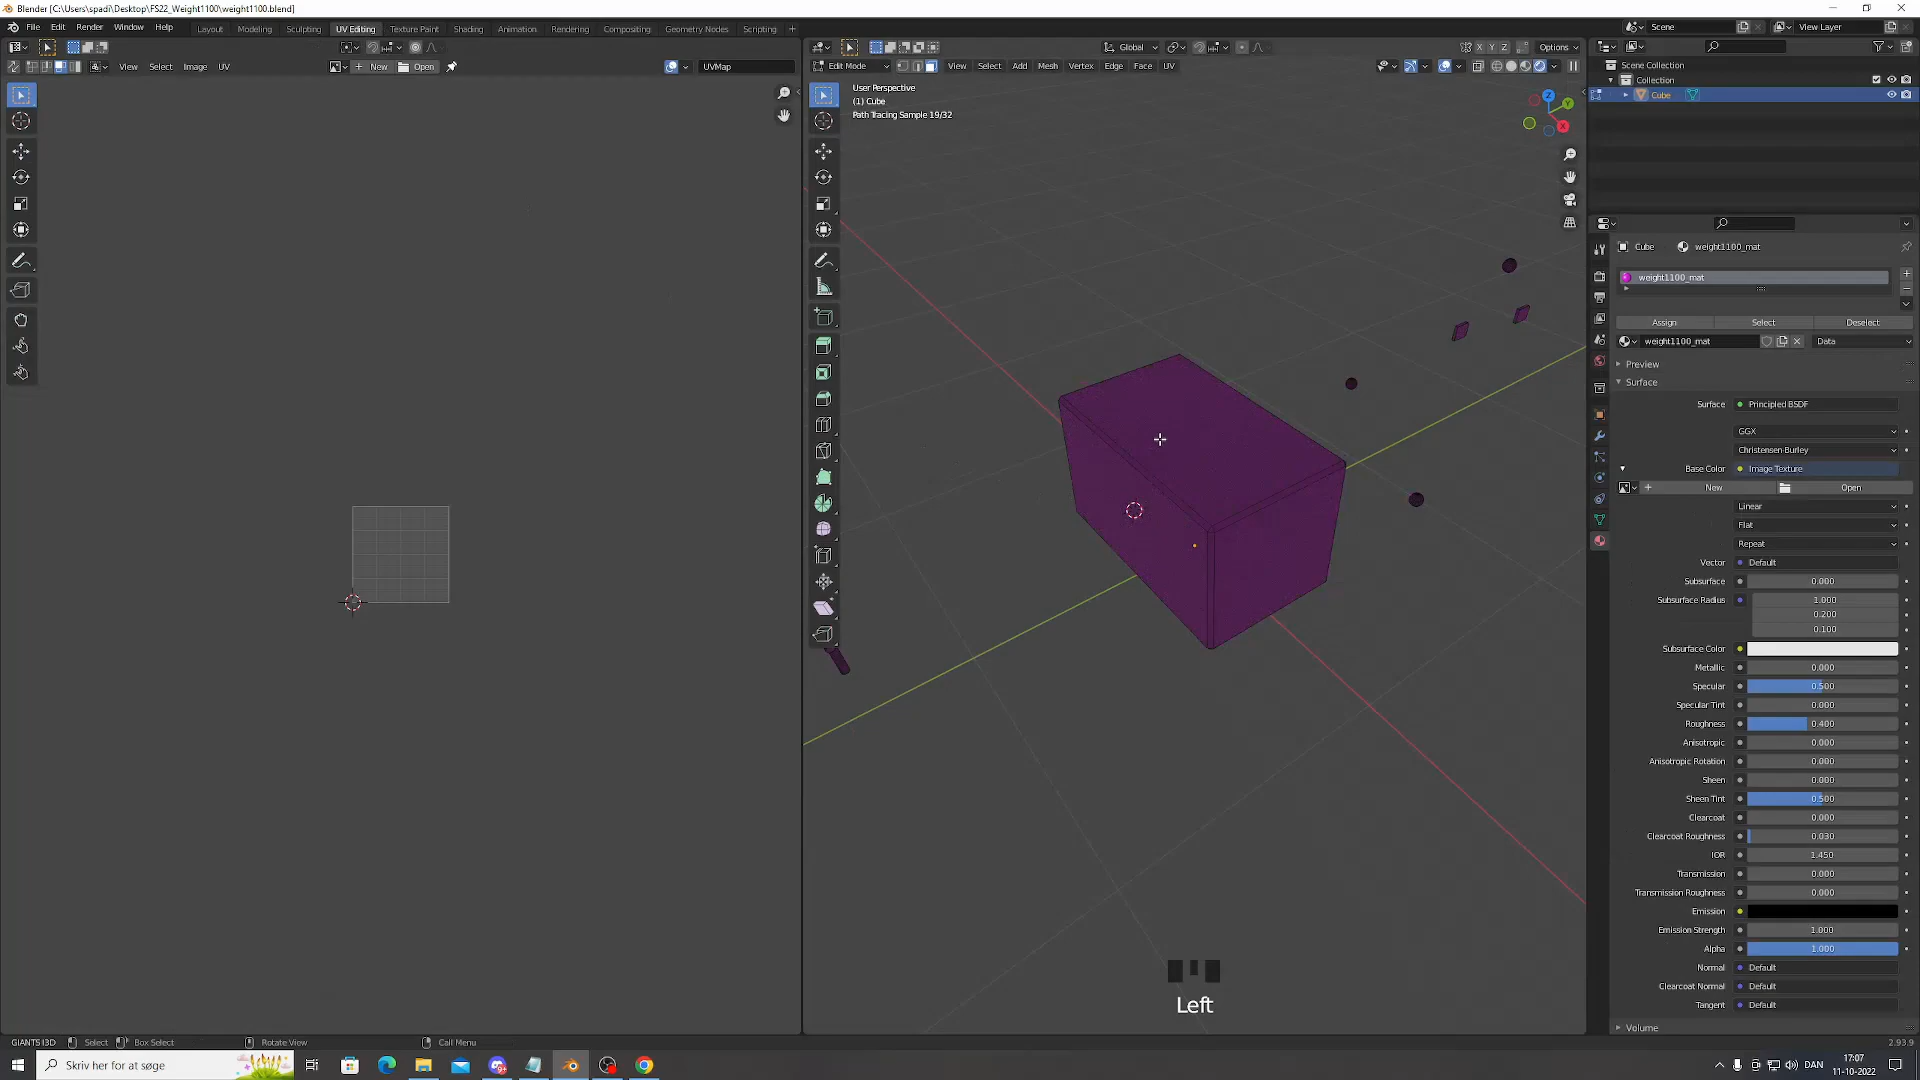 Blender [C:\Users\spadi\Desktop\FS22_Weight1100\weight1100.blend]
File Edit Render Window Help Layout Modeling Sculpting UV Editing Texture Paint Shading Animation Rendering Compositing Geometry Nodes Scripting + Scene View Layer
Global Options
View Select Image UV New Open UVMap Edit Mode View Select Add Mesh Vertex Edge Face UV
X Y Z
User Perspective
(1) Cube
Path Tracing Sample 19/32
Z
Y
X
Scene Collection
Collection
Cube
Cube weight1100_mat
weight1100_mat
Assign Select Deselect
weight1100_mat Data
Preview
Surface
Surface Principled BSDF
GGX
Christensen-Burley
Base Color Image Texture
New Open
Linear
Flat
Repeat
Vector Default
Subsurface 0.000
Subsurface Radius 1.000
0.200
0.100
Subsurface Color
Metallic 0.000
Specular 0.500
Specular Tint 0.000
Roughness 0.400
Anisotropic 0.000
Anisotropic Rotation 0.000
Sheen 0.000
Sheen Tint 0.500
Clearcoat 0.000
Clearcoat Roughness 0.030
IOR 1.450
Transmission 0.000
Transmission Roughness 0.000
Emission
Emission Strength 1.000
Alpha 1.000
Normal Default
Clearcoat Normal Default
Tangent Default
Volume
Left
GIANTS I3D Select Box Select Rotate View Call Menu 2.93.9
Skriv her for at søge
DAN
17:07
11-10-2022